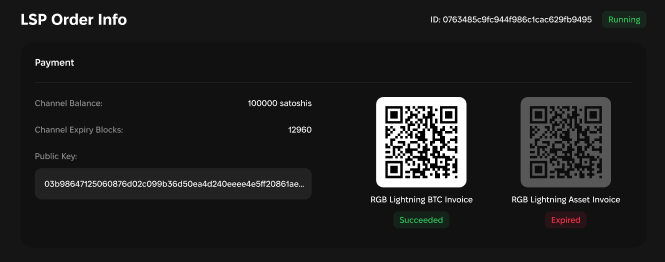 LSP Order Info
ID: 0763485c9fc944f986c1cac629fb9495 Running
Payment
Channel Balance: 100000 satoshis
Channel Expiry Blocks: 12960
Public Key:
03b98647125060876d02c099b36d50ea4d240eeee4e5ff20861ae...
RGB Lightning BTC Invoice
Succeeded
RGB Lightning Asset Invoice
Expired